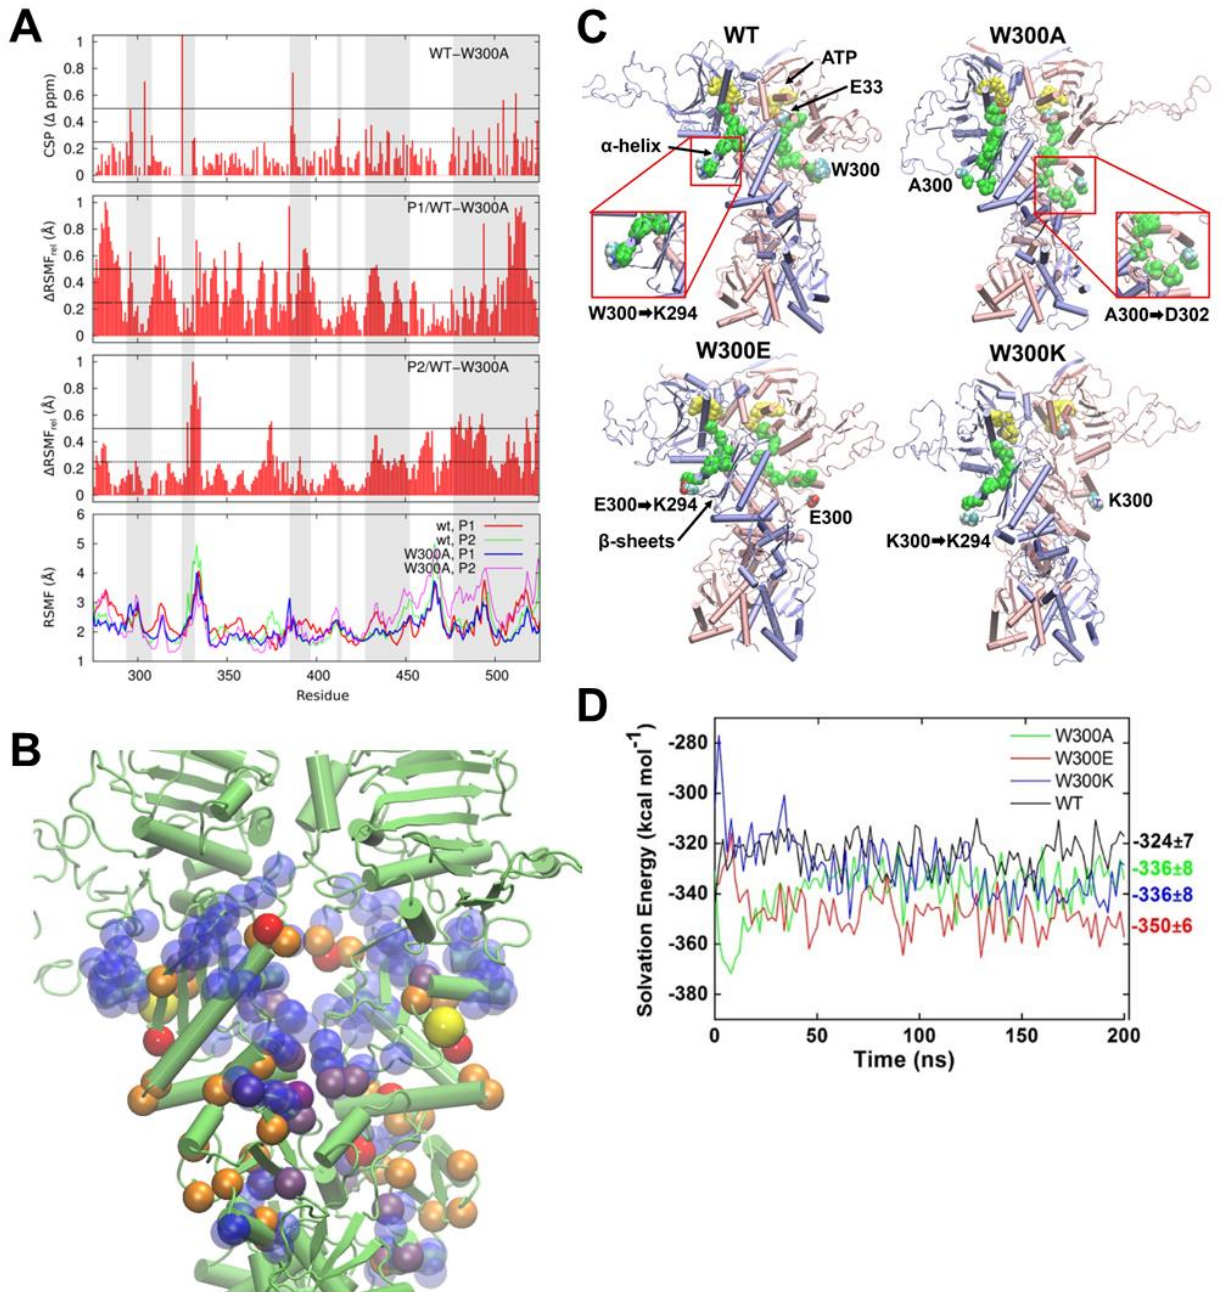 A
WT−W300A
1
0.8
0.6
0.4
0.2
0
CSP (Δ ppm)
P1/WT−W300A
1
0.8
0.6
0.4
0.2
0
ΔRSMFrel (Å)
P2/WT−W300A
1
0.8
0.6
0.4
0.2
0
ΔRSMFrel (Å)
6
5
4
3
2
1
RSMF (Å)
wt, P1
wt, P2
W300A, P1
W300A, P2
300 350 400 450 500
Residue
B
C
WT
ATP
E33
α-helix
W300
W300➡K294
W300A
A300
A300➡D302
W300E
E300➡K294
E300
β-sheets
W300K
K300
K300➡K294
D
Solvation Energy (kcal mol-1)
-280
-300
-320
-340
-360
-380
W300A
W300E
W300K
WT
-324±7
-336±8
-336±8
-350±6
0 50 100 150 200
Time (ns)